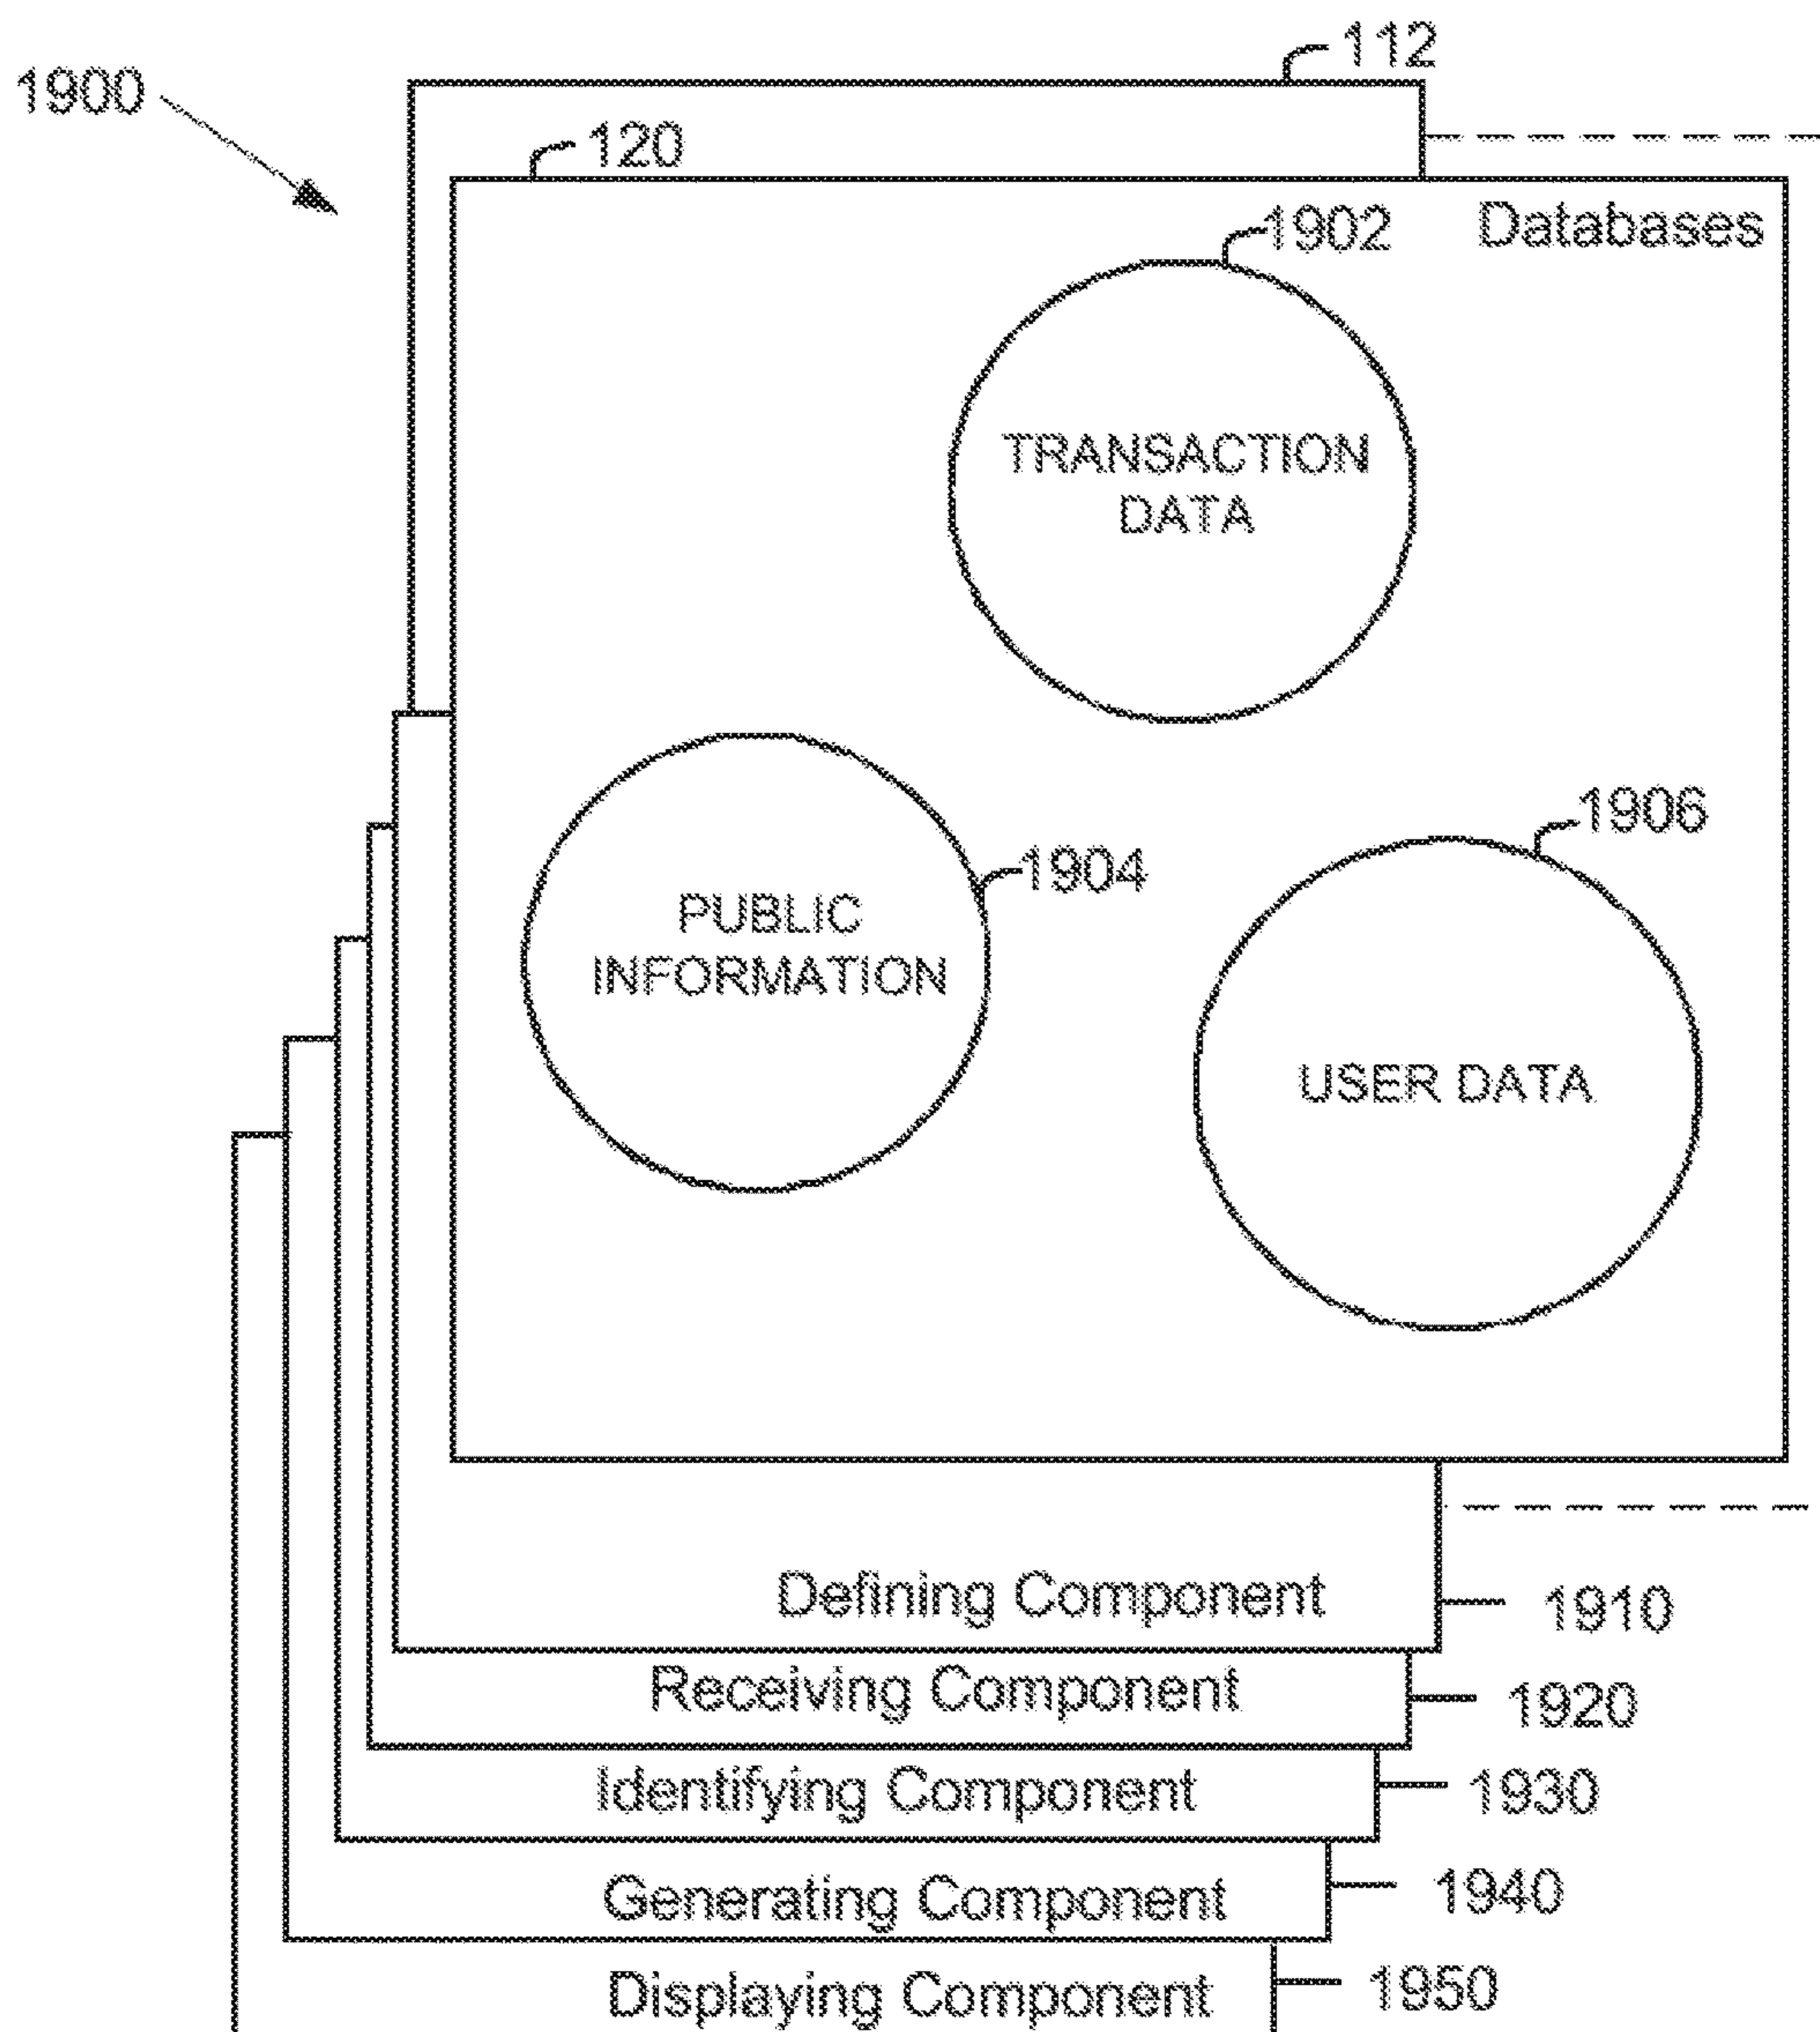 112
1900
120
Databases
1902
TRANSACTION
DATA
1906
1904
PUBLIC
INFORMATION
USER DATA
Defining Component
1910
Receiving Component
1920
Identifying Component
1930
Generating Component
1940
Displaying Component
1950